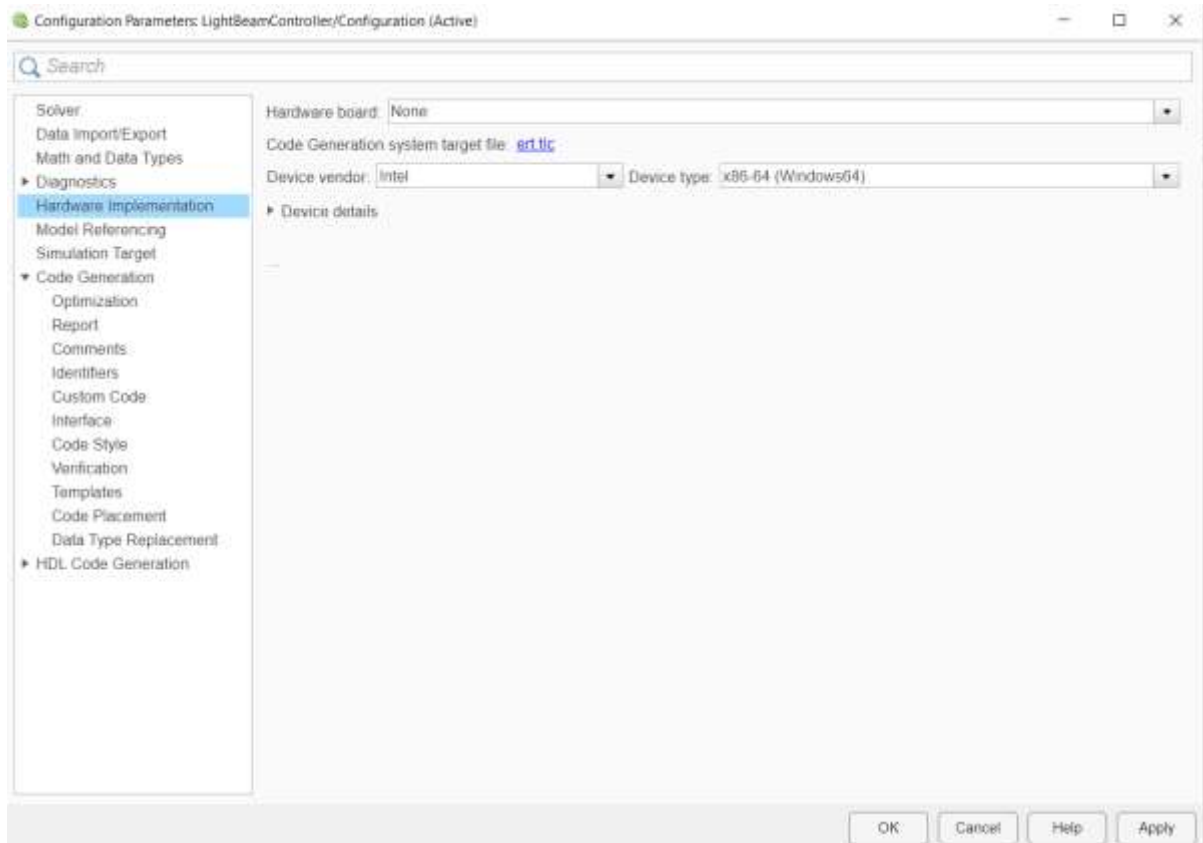 Configuration Parameters: LightBeamController/Configuration (Active)
Search
Solver
Data Import/Export
Math and Data Types
Diagnostics
Hardware Implementation
Model Referencing
Simulation Target
Code Generation
Optimization
Report
Comments
Identifiers
Custom Code
Interface
Code Style
Verification
Templates
Code Placement
Data Type Replacement
HDL Code Generation
Hardware board: None
Code Generation system target file: ert.tlc
Device vendor: Intel Device type: x86-64 (Windows64)
Device details
...
OK Cancel Help Apply